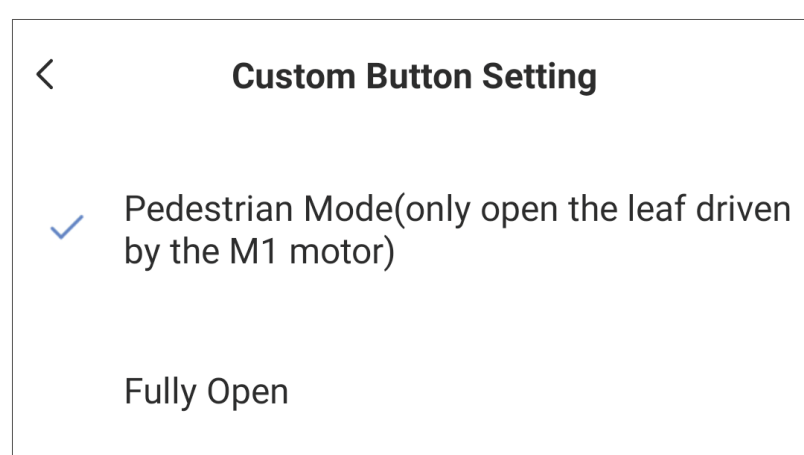 Custom Button Setting
Pedestrian Mode(only open the leaf driven
by the M1 motor)
Fully Open